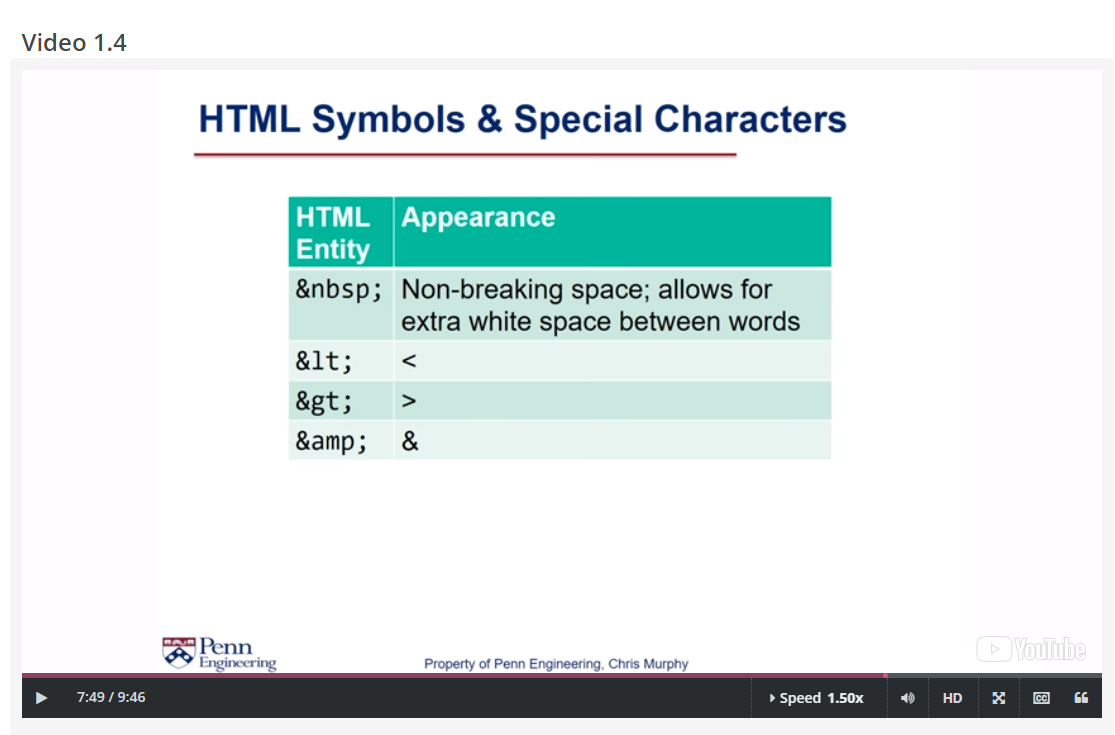 Video 1.4
HTML Symbols & Special Characters
HTML Entity Appearance
&nbsp; Non-breaking space; allows for
extra white space between words
&lt; <
&gt; >
&amp; &
Penn
Engineering
Property of Penn Engineering, Chris Murphy
YouTube
7:49 / 9:46
Speed 1.50x
HD
CC